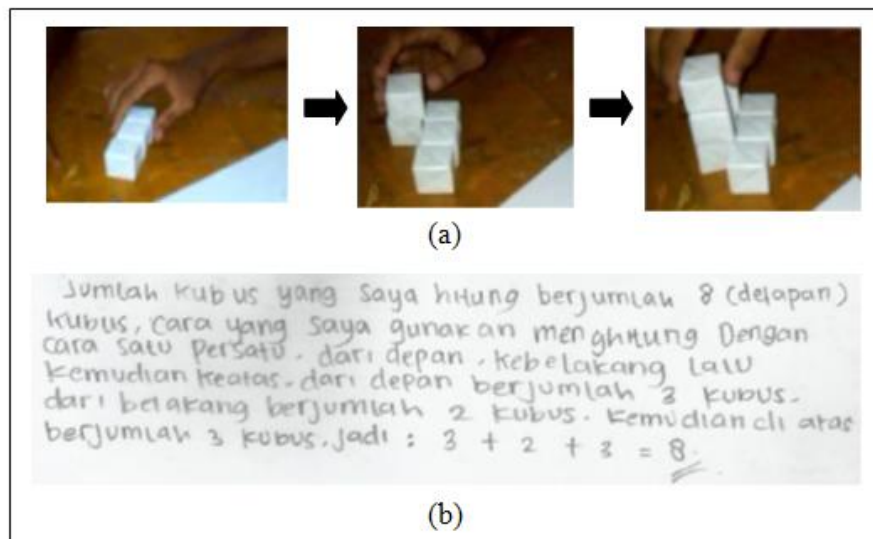 (a)
Jumlah kubus yang saya hitung berjumlah 8 (delapan)
kubus, cara yang saya gunakan menghitung Dengan
cara satu persatu. dari depan. kebelakang lalu
kemudian keatas. dari depan berjumlah 3 kubus.
dari belakang berjumlah 2 kubus. kemudian di atas
berjumlah 3 kubus. jadi : 3 + 2 + 3 = 8
(b)